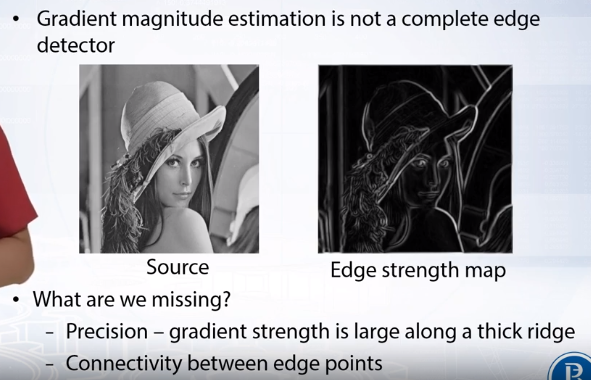 • Gradient magnitude estimation is not a complete edge
detector
Source
Edge strength map
• What are we missing?
– Precision – gradient strength is large along a thick ridge
– Connectivity between edge points